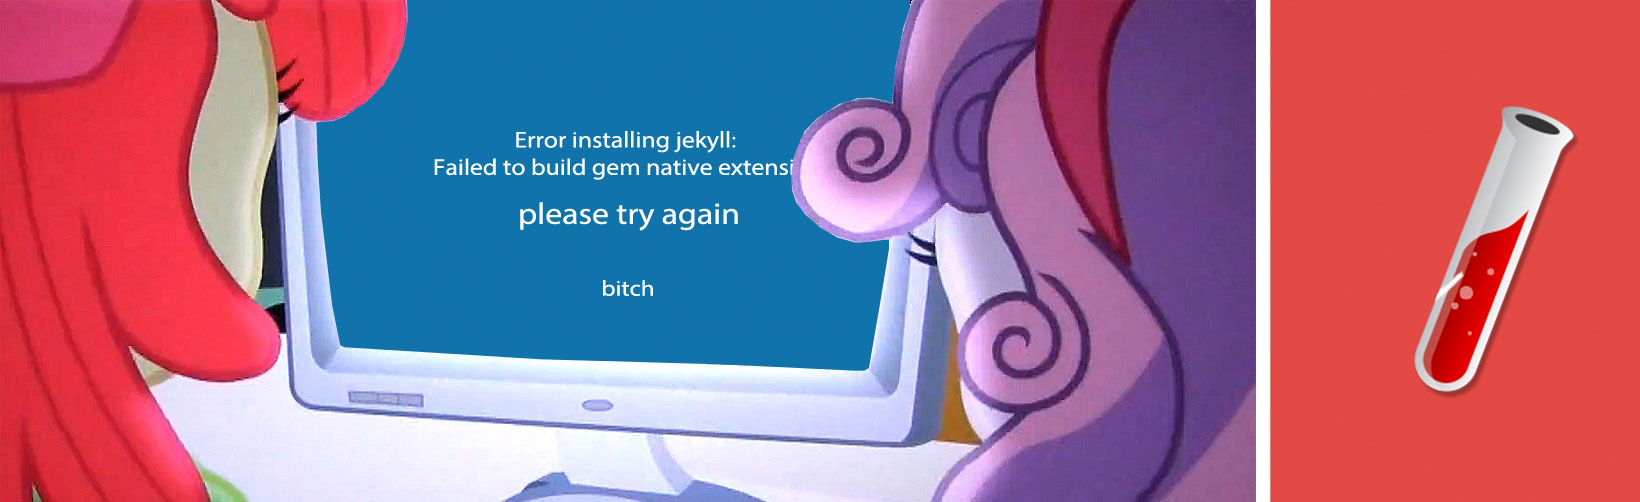 Error installing jekyll:
Failed to build gem native extensi
please try again
bitch